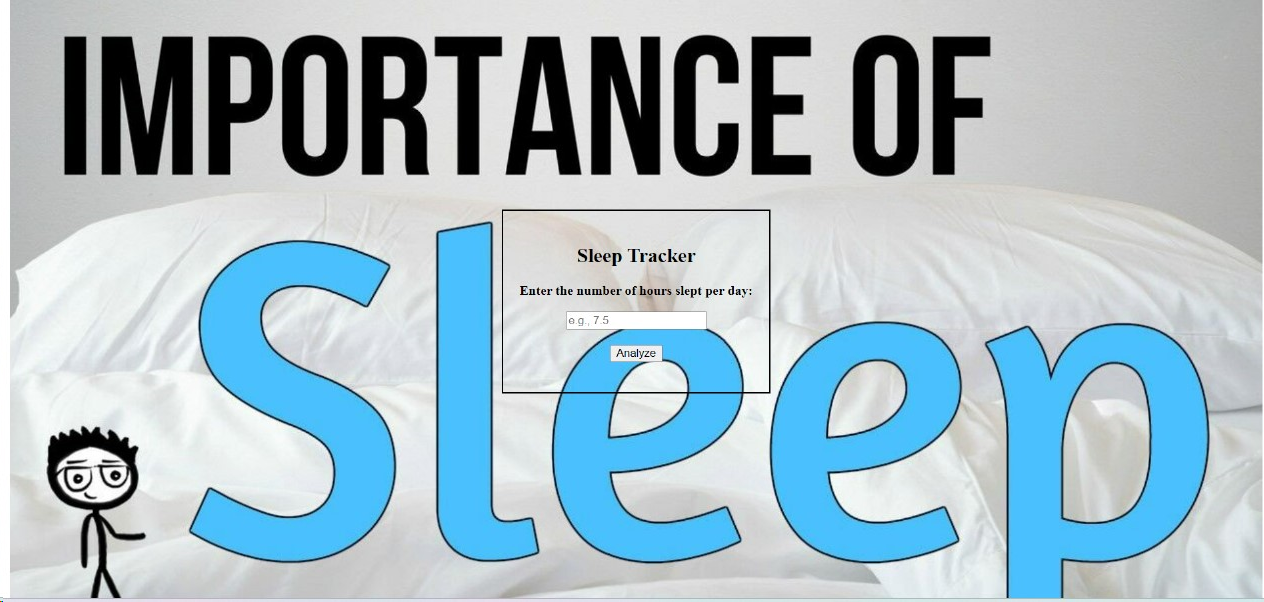 IMPORTANCE OF
Sleep
Sleep Tracker
Enter the number of hours slept per day:
e.g., 7.5
Analyze